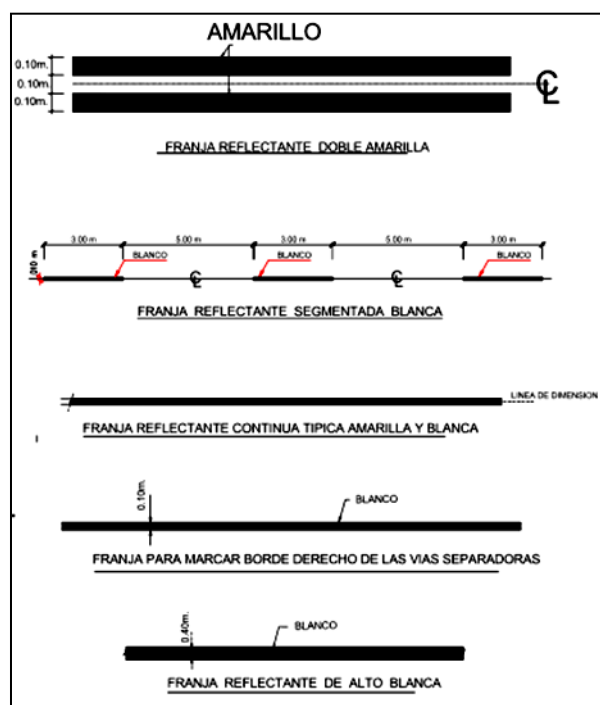 AMARILLO
0.10m.
0.10m.
0.10m.
℄
FRANJA REFLECTANTE DOBLE AMARILLA
3.00 m 5.00 m 3.00 m 5.00 m 3.00 m
BLANCO BLANCO BLANCO
℄ ℄
FRANJA REFLECTANTE SEGMENTADA BLANCA
LINEA DE DIMENSION
FRANJA REFLECTANTE CONTINUA TIPICA AMARILLA Y BLANCA
0.10m.
BLANCO
FRANJA PARA MARCAR BORDE DERECHO DE LAS VIAS SEPARADORAS
0.40m.
BLANCO
FRANJA REFLECTANTE DE ALTO BLANCA